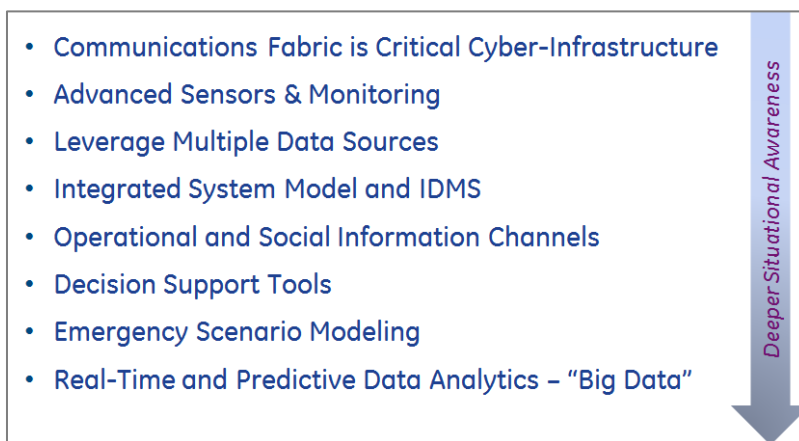 • Communications Fabric is Critical Cyber-Infrastructure
• Advanced Sensors & Monitoring
• Leverage Multiple Data Sources
• Integrated System Model and IDMS
• Operational and Social Information Channels
• Decision Support Tools
• Emergency Scenario Modeling
• Real-Time and Predictive Data Analytics – “Big Data”
Deeper Situational Awareness